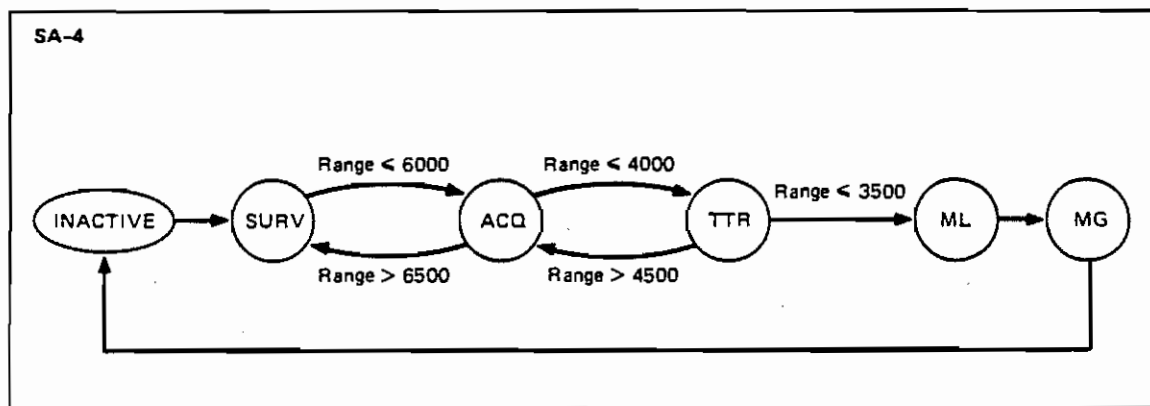 SA-4
Range < 6000
Range < 4000
Range < 3500
INACTIVE
SURV
ACQ
TTR
ML
MG
Range > 6500
Range > 4500